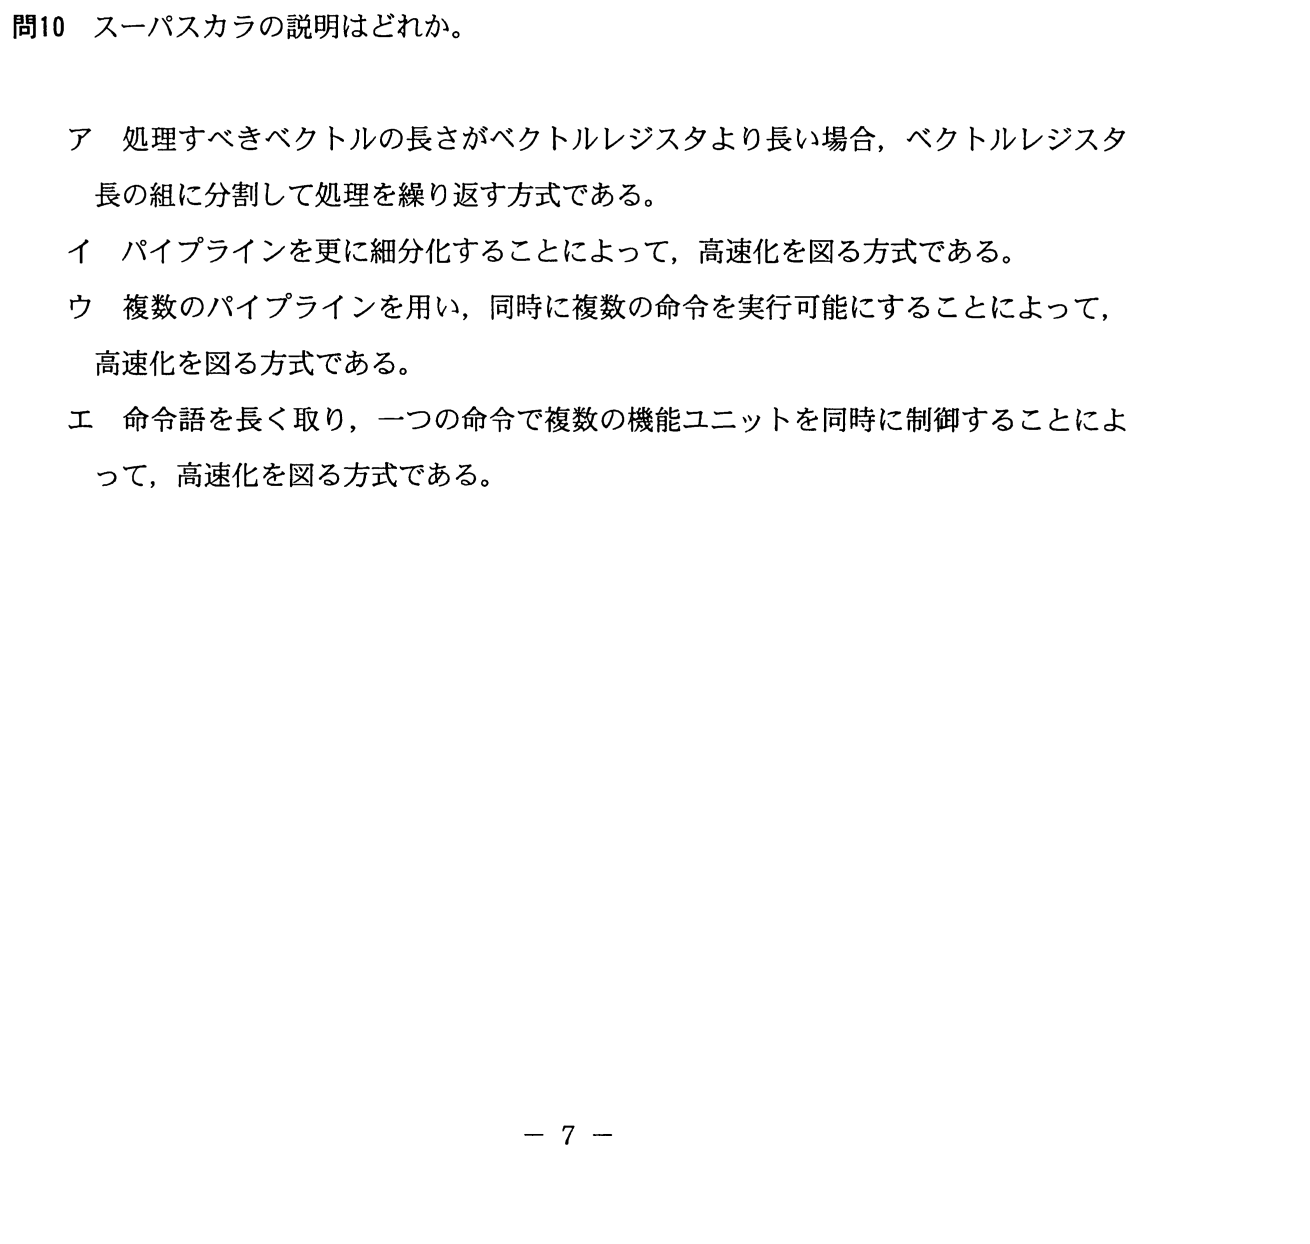 問10　スーパスカラの説明はどれか。
ア　処理すべきベクトルの長さがベクトルレジスタより長い場合，ベクトルレジスタ
長の組に分割して処理を繰り返す方式である。
イ　パイプラインを更に細分化することによって，高速化を図る方式である。
ウ　複数のパイプラインを用い，同時に複数の命令を実行可能にすることによって，
高速化を図る方式である。
エ　命令語を長く取り，一つの命令で複数の機能ユニットを同時に制御することによ
って，高速化を図る方式である。
－ 7 －